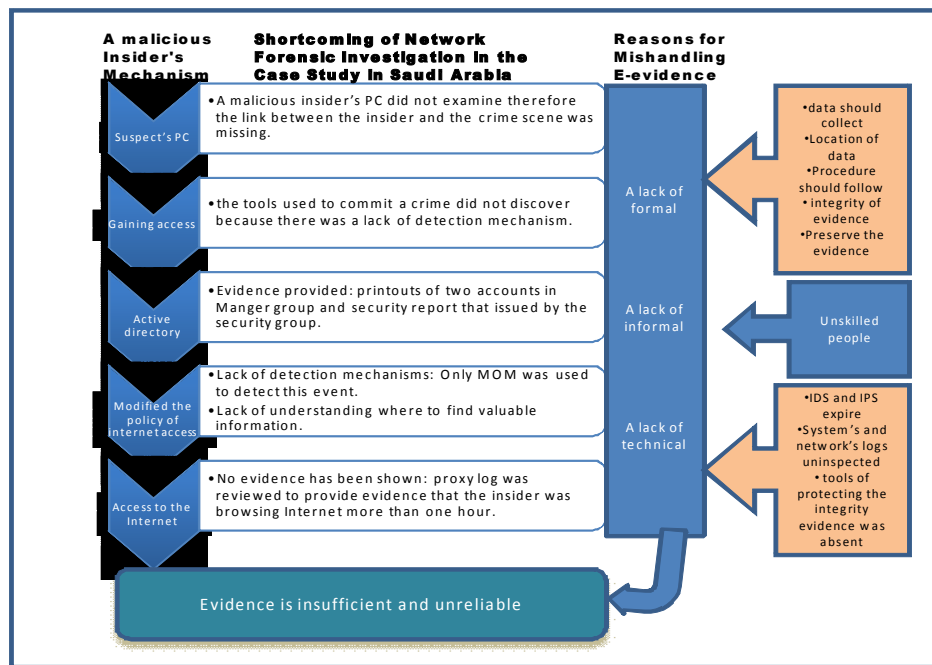 A malicious
Insider's
Mechanism
Shortcoming of Network
Forensic Investigation in the
Case Study in Saudi Arabia
Reasons for
Mishandling
E-evidence
Suspect's PC
•A malicious insider's PC did not examine therefore
the link between the insider and the crime scene was
missing.
Gaining access
•the tools used to commit a crime did not discover
because there was a lack of detection mechanism.
Active
directory
•Evidence provided: printouts of two accounts in
Manger group and security report that issued by the
security group.
Modified the
policy of
internet access
•Lack of detection mechanisms: Only MOM was used
to detect this event.
•Lack of understanding where to find valuable
information.
Access to the
Internet
•No evidence has been shown: proxy log was
reviewed to provide evidence that the insider was
browsing Internet more than one hour.
A lack of
formal
A lack of
informal
A lack of
technical
•data should
collect
•Location of
data
•Procedure
should follow
•integrity of
evidence
•Preserve the
evidence
Unskilled
people
•IDS and IPS
expire
•System's and
network's logs
uninspected
•tools of
protecting the
integrity
evidence was
absent
Evidence is insufficient and unreliable